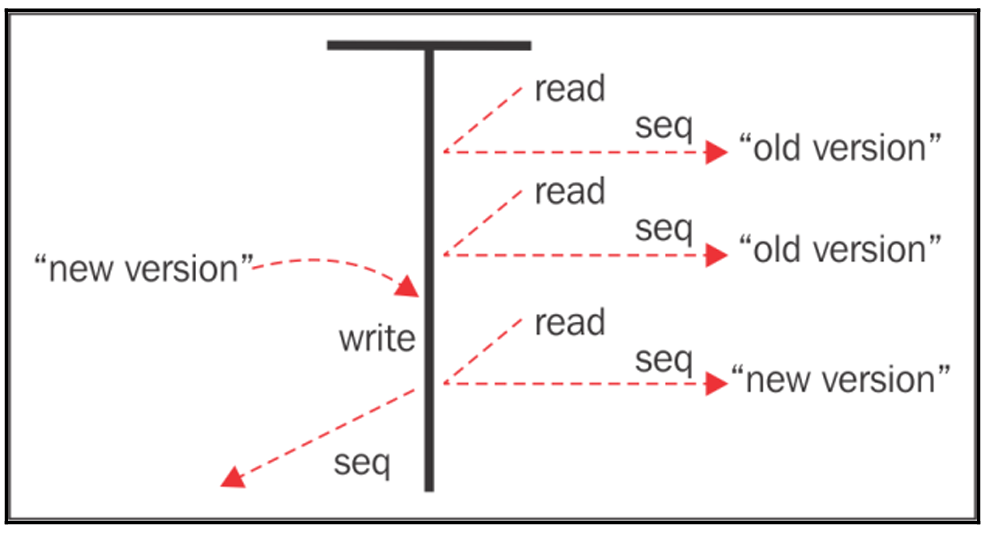 read
seq
“old version”
read
seq
“old version”
“new version”
write
read
seq
“new version”
seq